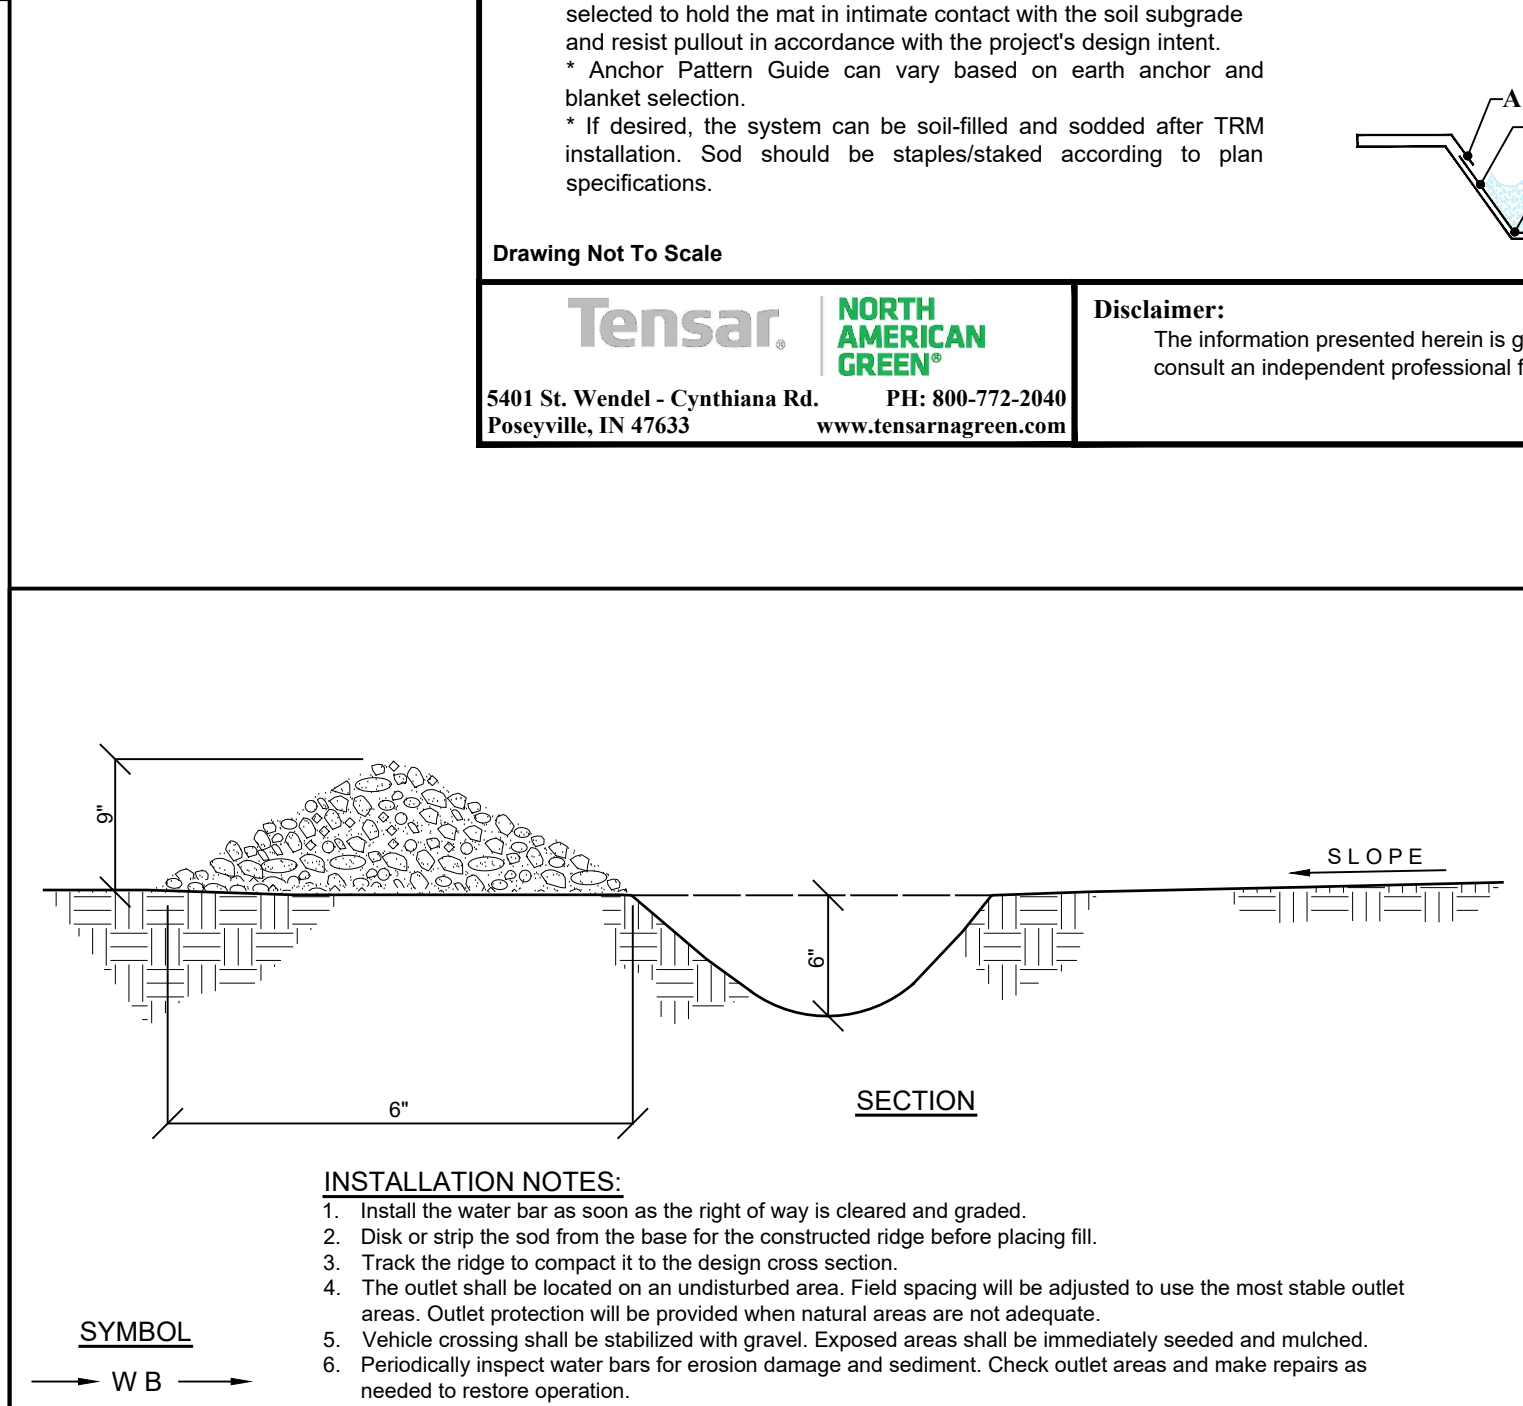 selected to hold the mat in intimate contact with the soil subgrade
and resist pullout in accordance with the project's design intent.
* Anchor Pattern Guide can vary based on earth anchor and
blanket selection.
* If desired, the system can be soil-filled and sodded after TRM
installation. Sod should be staples/staked according to plan
specifications.
A
Drawing Not To Scale
Tensar®
NORTH
AMERICAN
GREEN®
5401 St. Wendel - Cynthiana Rd. PH: 800-772-2040
Poseyville, IN 47633 www.tensarnagreen.com
Disclaimer:
The information presented herein is g
consult an independent professional f
9"
SLOPE
6"
6"
SECTION
INSTALLATION NOTES:
1. Install the water bar as soon as the right of way is cleared and graded.
2. Disk or strip the sod from the base for the constructed ridge before placing fill.
3. Track the ridge to compact it to the design cross section.
4. The outlet shall be located on an undisturbed area. Field spacing will be adjusted to use the most stable outlet
areas. Outlet protection will be provided when natural areas are not adequate.
5. Vehicle crossing shall be stabilized with gravel. Exposed areas shall be immediately seeded and mulched.
6. Periodically inspect water bars for erosion damage and sediment. Check outlet areas and make repairs as
needed to restore operation.
SYMBOL
W B